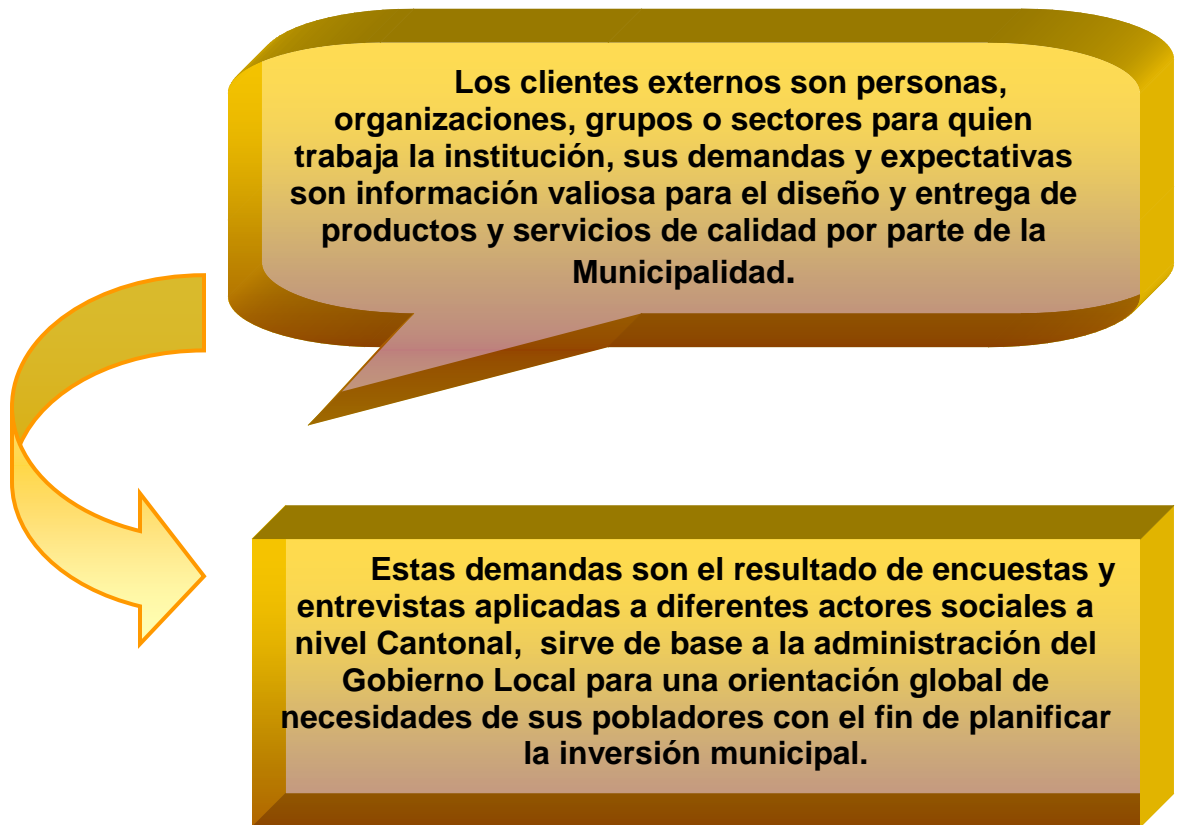 Los clientes externos son personas,
organizaciones, grupos o sectores para quien
trabaja la institución, sus demandas y expectativas
son información valiosa para el diseño y entrega de
productos y servicios de calidad por parte de la
Municipalidad.
Estas demandas son el resultado de encuestas y
entrevistas aplicadas a diferentes actores sociales a
nivel Cantonal, sirve de base a la administración del
Gobierno Local para una orientación global de
necesidades de sus pobladores con el fin de planificar
la inversión municipal.